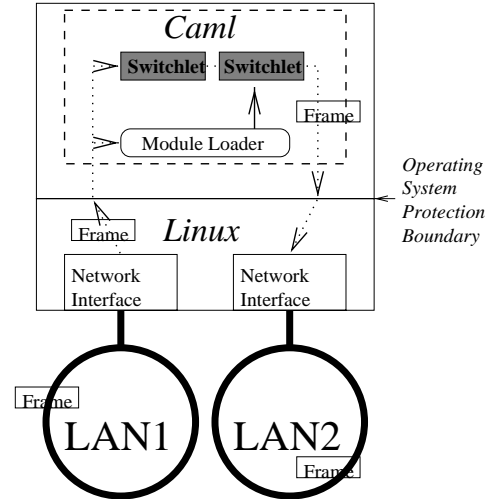 Caml
Switchlet
Switchlet
Frame
Module Loader
Operating
System
Protection
Boundary
Frame
Linux
Network
Interface
Network
Interface
Frame
LAN1
LAN2
Frame